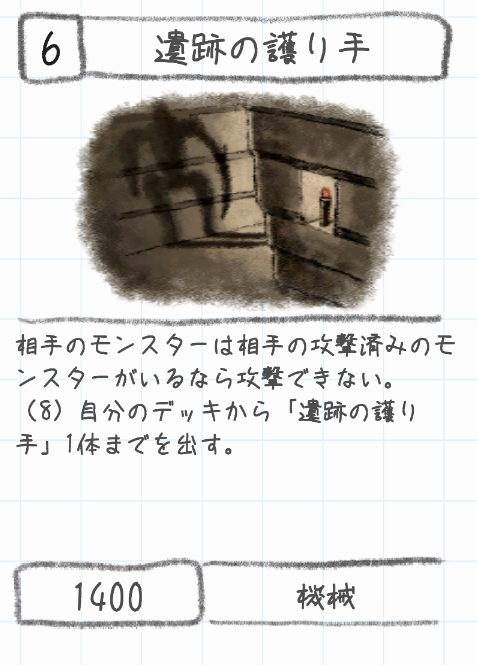 6
遺跡の護り手
相手のモンスターは相手の攻撃済みのモ
ンスターがいるなら攻撃できない。
（8）自分のデッキから「遺跡の護り
手」1体までを出す。
1400
機械